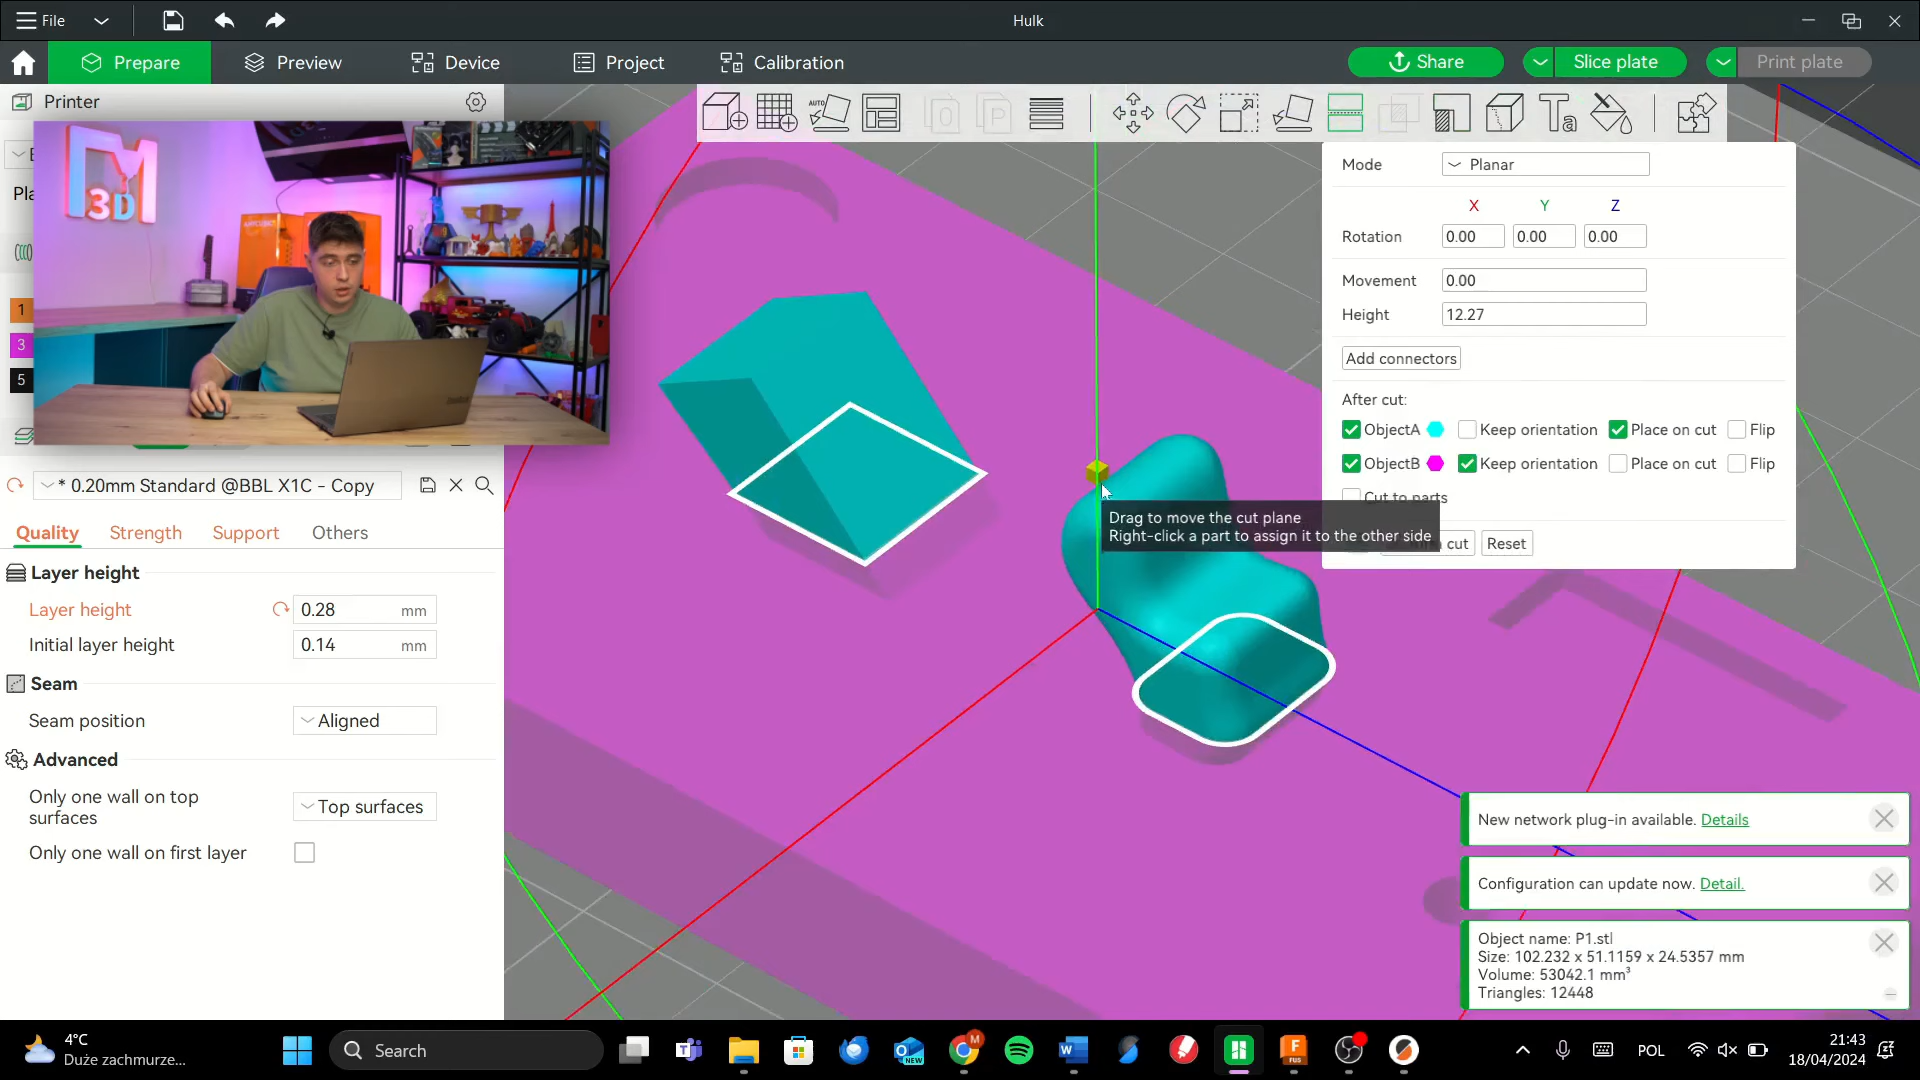 File
Hulk
Prepare
Preview
Device
Project
Calibration
Share
Slice plate
Print plate
Printer
3D
1
3
5
* 0.20mm Standard @BBL X1C - Copy
Quality
Strength
Support
Others
Layer height
Layer height
0.28
mm
Initial layer height
0.14
mm
Seam
Seam position
Aligned
Advanced
Only one wall on top
surfaces
Top surfaces
Only one wall on first layer
AUTO
Mode
Planar
X
Y
Z
Rotation
0.00
0.00
0.00
Movement
0.00
Height
12.27
Add connectors
After cut:
ObjectA
Keep orientation
Place on cut
Flip
ObjectB
Keep orientation
Place on cut
Flip
Cut to parts
Drag to move the cut plane
Right-click a part to assign it to the other side
cut
Reset
New network plug-in available. Details
Configuration can update now. Detail.
Object name: P1.stl
Size: 102.232 x 51.1159 x 24.5357 mm
Volume: 53042.1 mm³
Triangles: 12448
4°C
Duże zachmurze...
Search
NEW
M
FUS
POL
21:43
18/04/2024